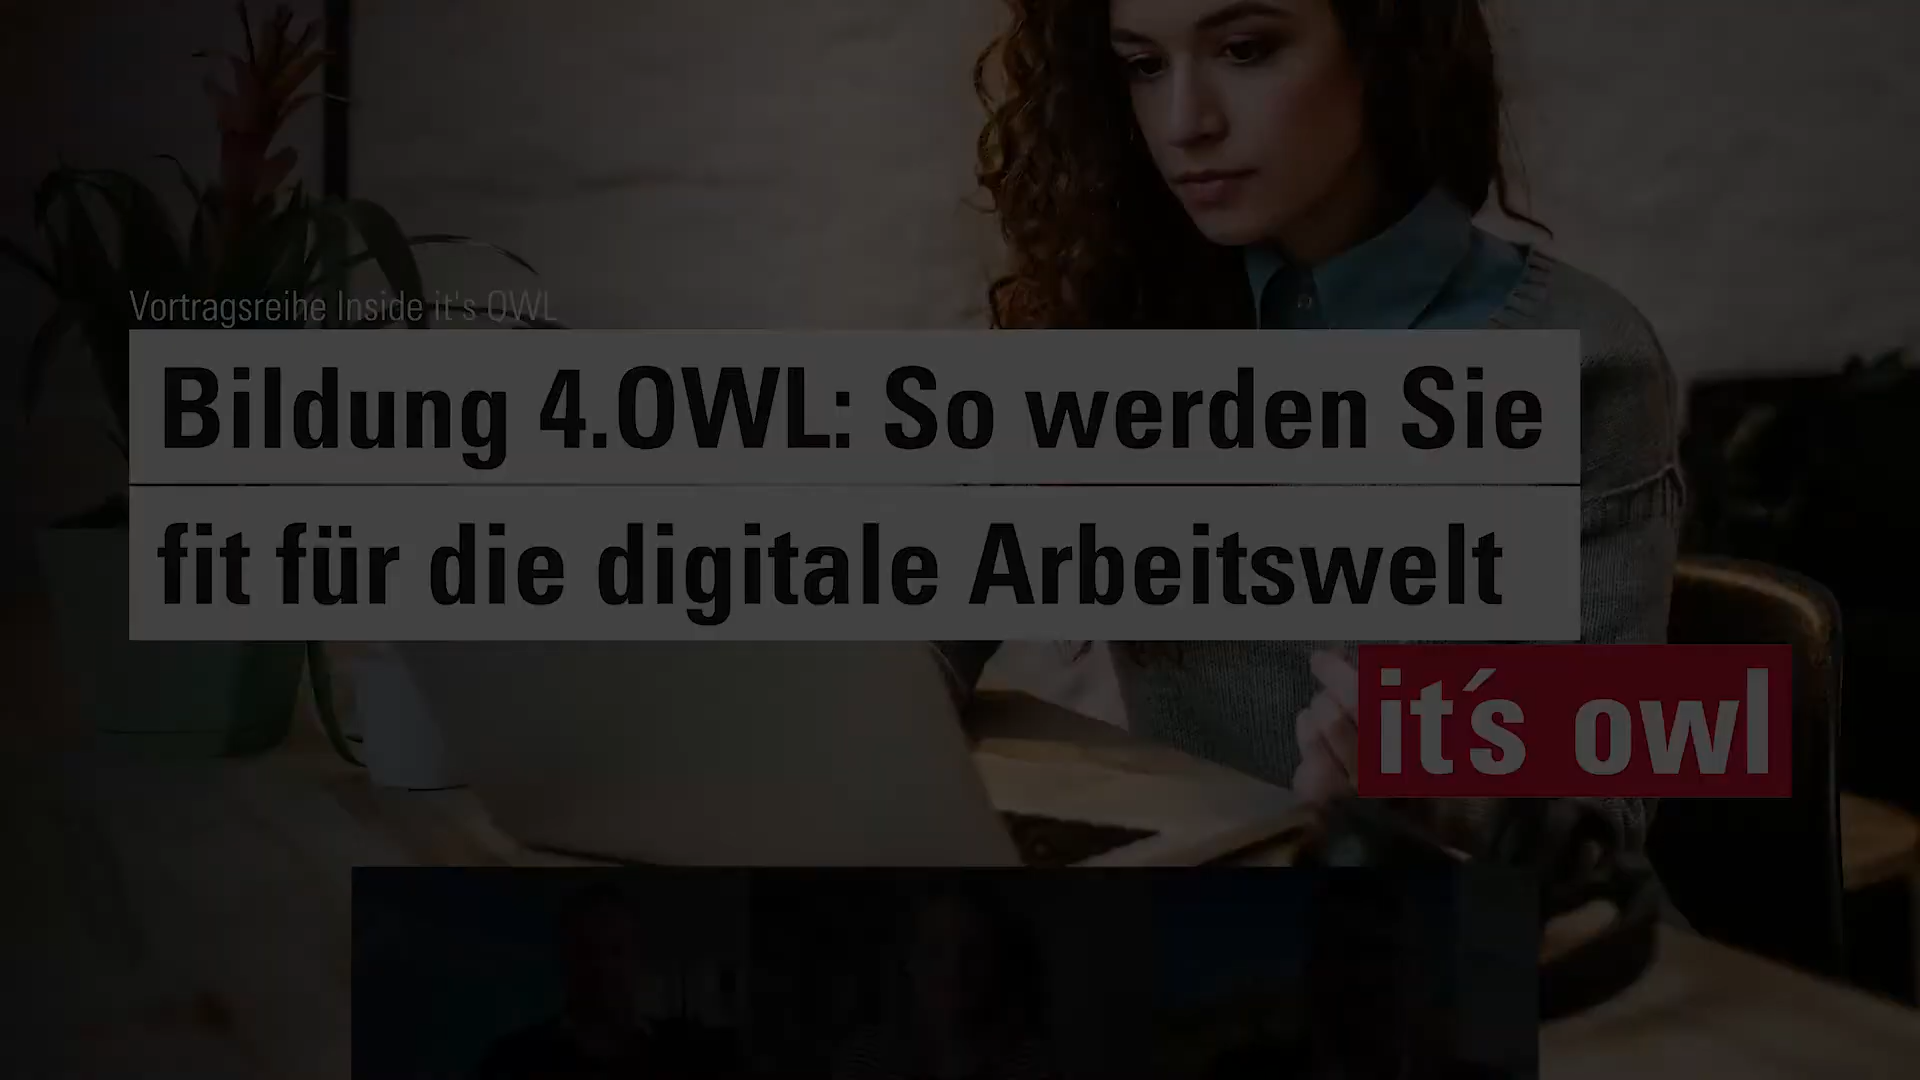 Vortragsreihe Inside it's OWL
Bildung 4.OWL: So werden Sie
fit für die digitale Arbeitswelt
it´s owl